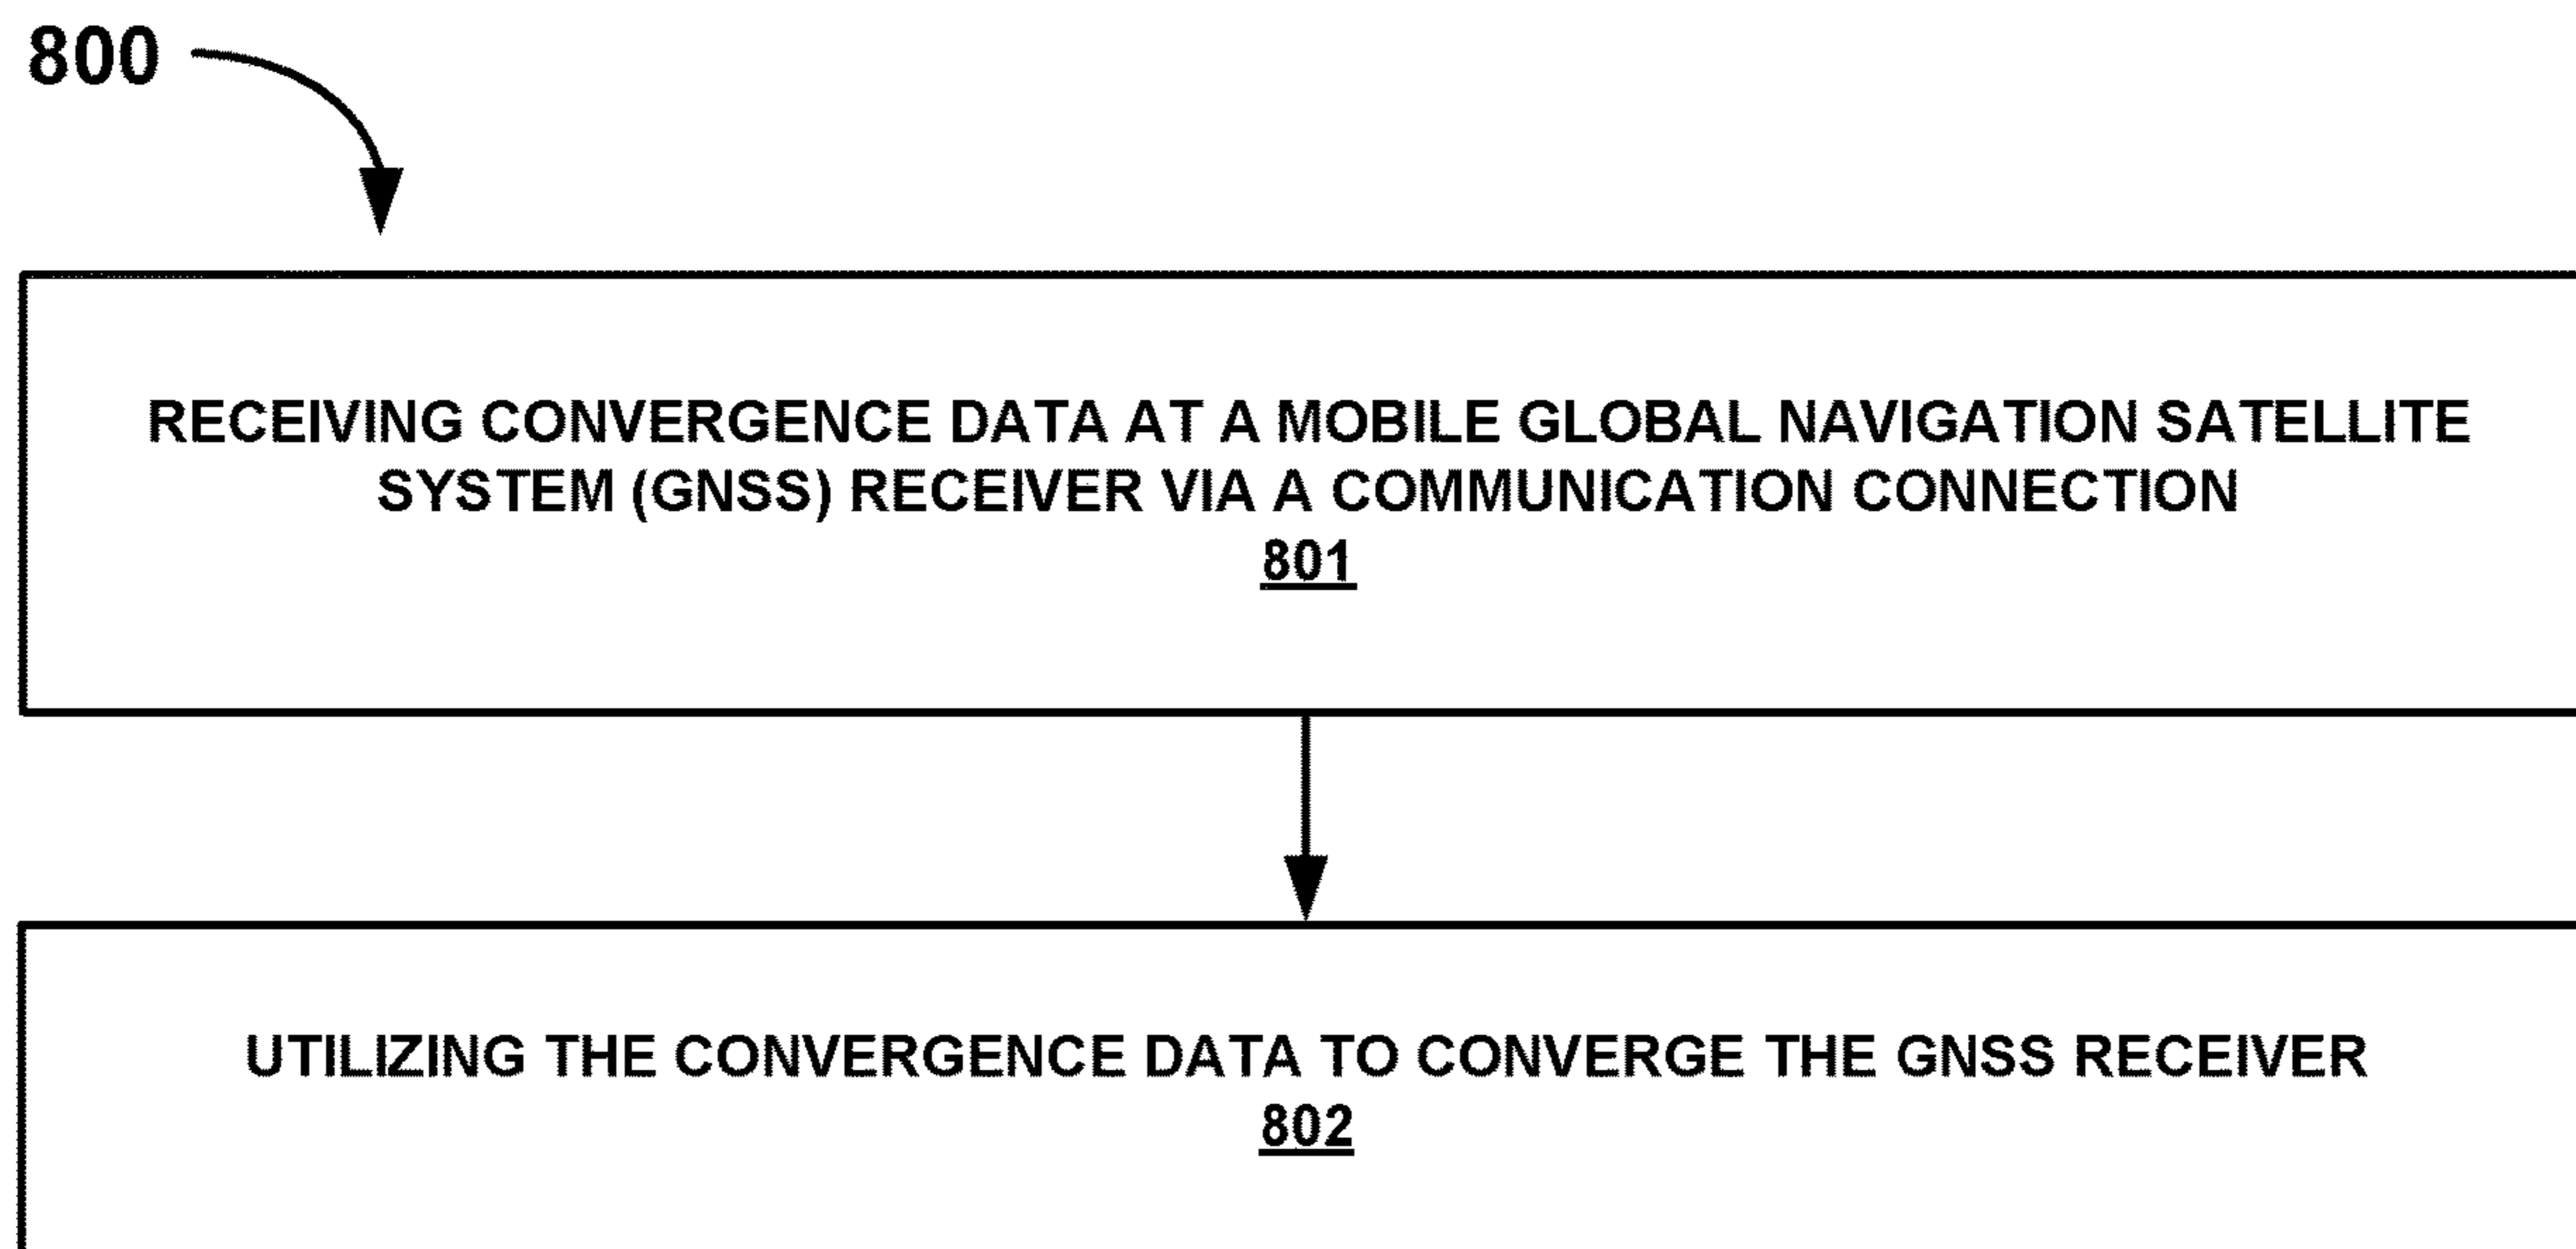 800
RECEIVING CONVERGENCE DATA AT A MOBILE GLOBAL NAVIGATION SATELLITE
SYSTEM (GNSS) RECEIVER VIA A COMMUNICATION CONNECTION
801
UTILIZING THE CONVERGENCE DATA TO CONVERGE THE GNSS RECEIVER
802